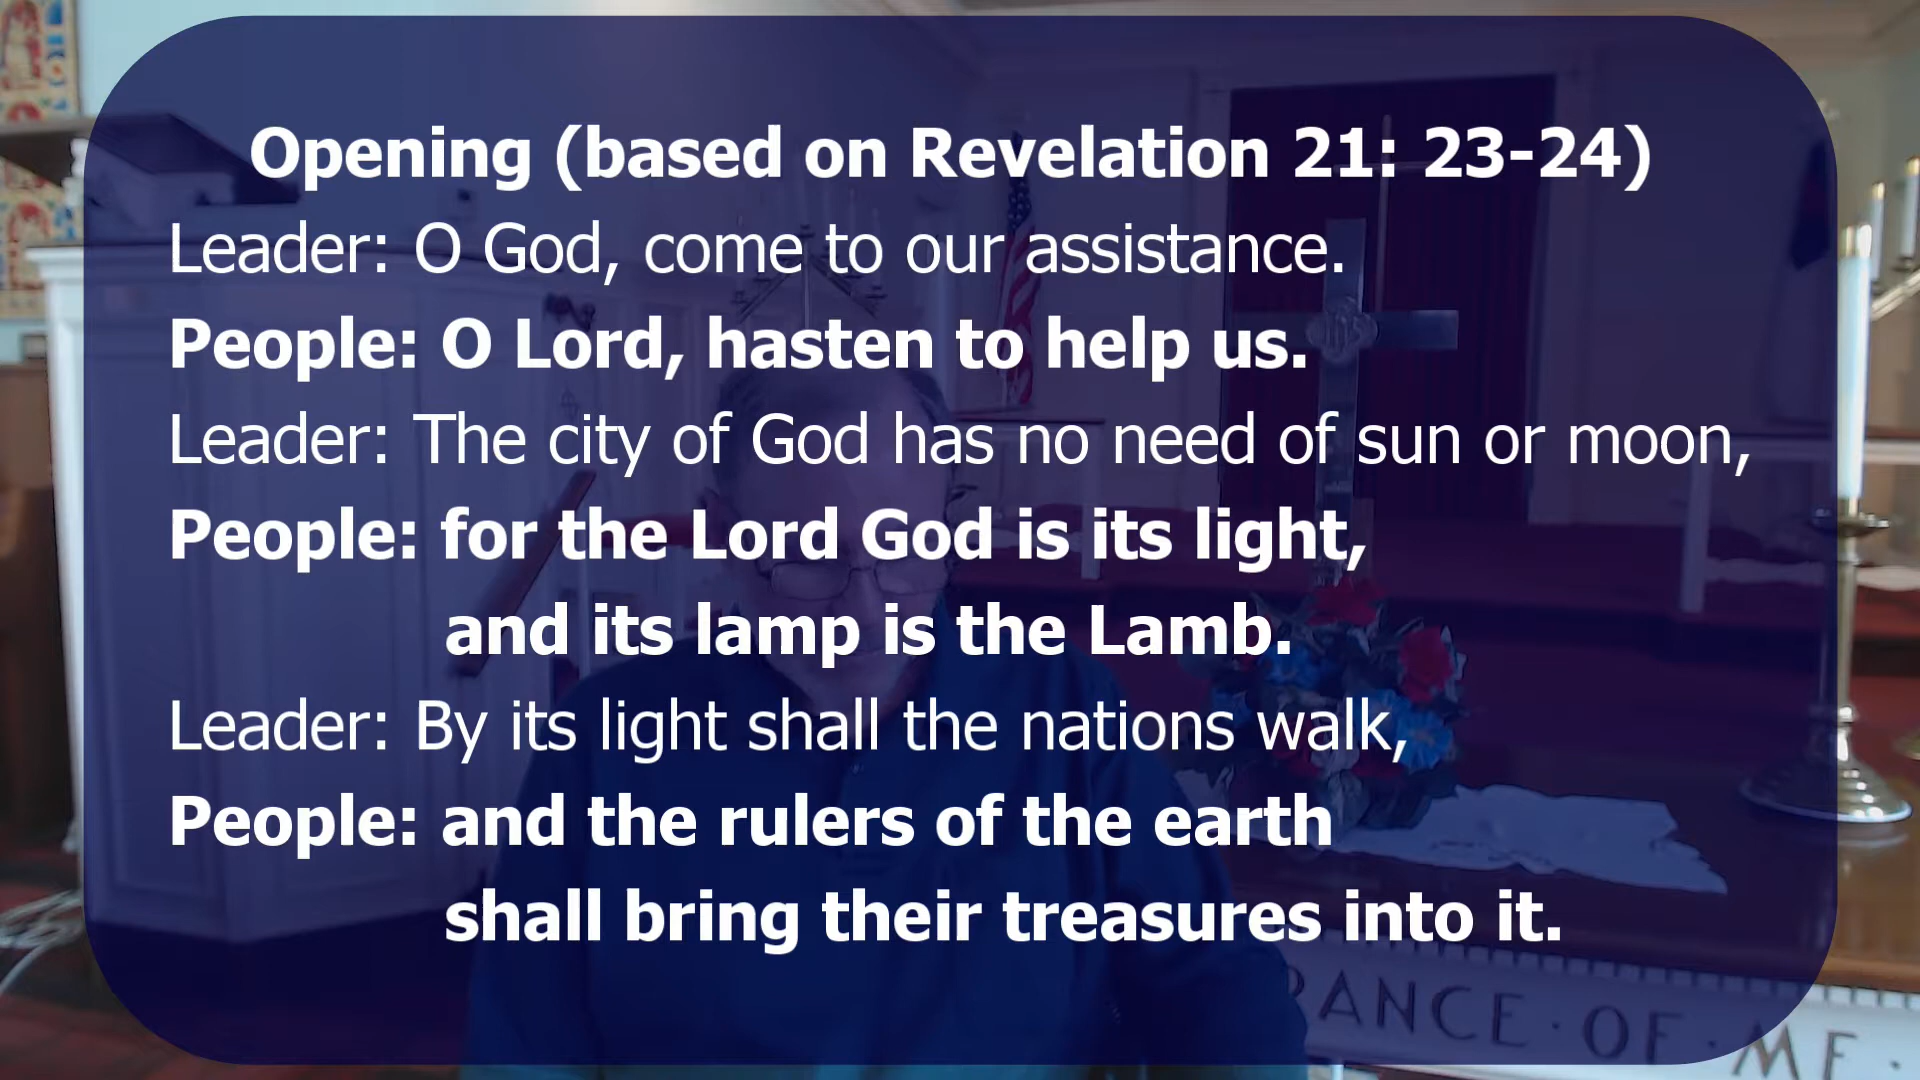 Opening (based on Revelation 21: 23-24)
Leader: O God, come to our assistance.
People: O Lord, hasten to help us.
Leader: The city of God has no need of sun or moon,
People: for the Lord God is its light,
and its lamp is the Lamb.
Leader: By its light shall the nations walk,
People: and the rulers of the earth
shall bring their treasures into it.
RANCE · OF · ME ·
IHS